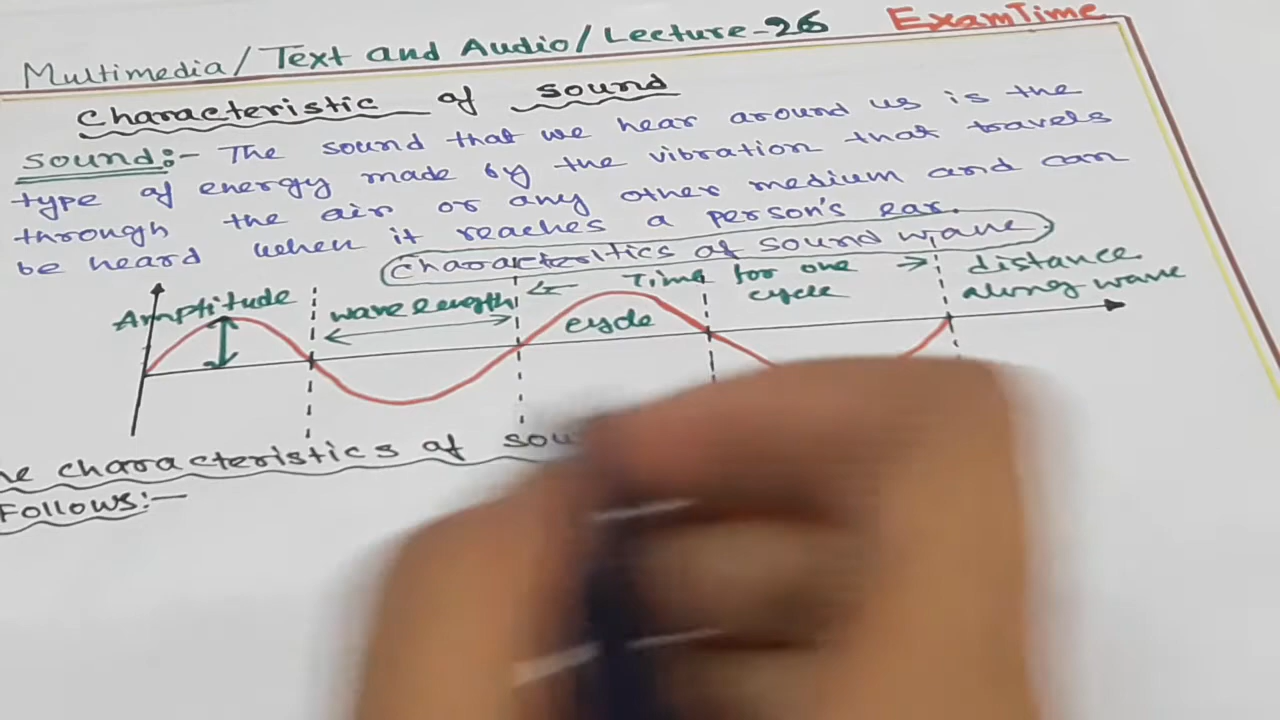 Multimedia/Text and Audio/Lecture-26 ExamTime
Characteristic of sound
Sound:- The sound that we hear around us is the
type of energy made by the vibration that travels
through the air or any other medium and can
be heard when it reaches a person's ear.
Characteritics of sound wave
Amplitude
wave length
cycle
Time for one
cycle
distance
along wave
characteristics of
Follows:-